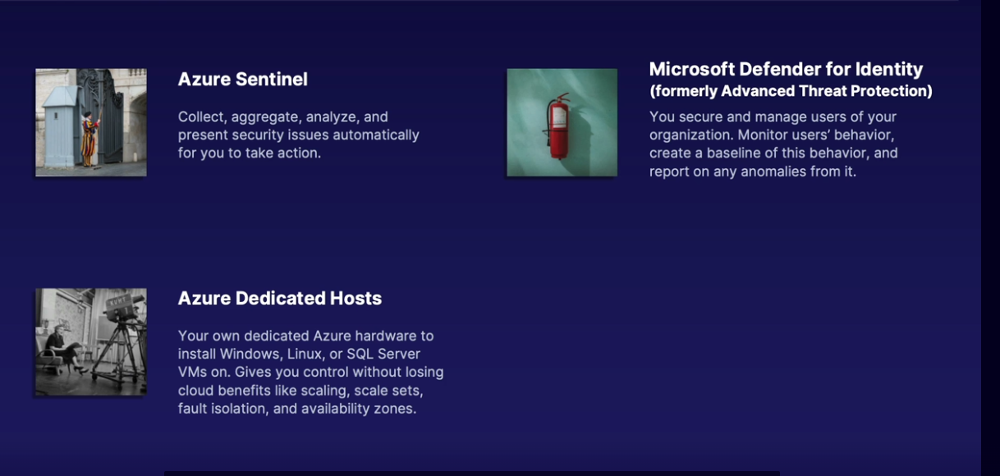 Azure Sentinel
Collect, aggregate, analyze, and
present security issues automatically
for you to take action.
Microsoft Defender for Identity
(formerly Advanced Threat Protection)
You secure and manage users of your
organization. Monitor users’ behavior,
create a baseline of this behavior, and
report on any anomalies from it.
KUHT
Azure Dedicated Hosts
Your own dedicated Azure hardware to
install Windows, Linux, or SQL Server
VMs on. Gives you control without losing
cloud benefits like scaling, scale sets,
fault isolation, and availability zones.